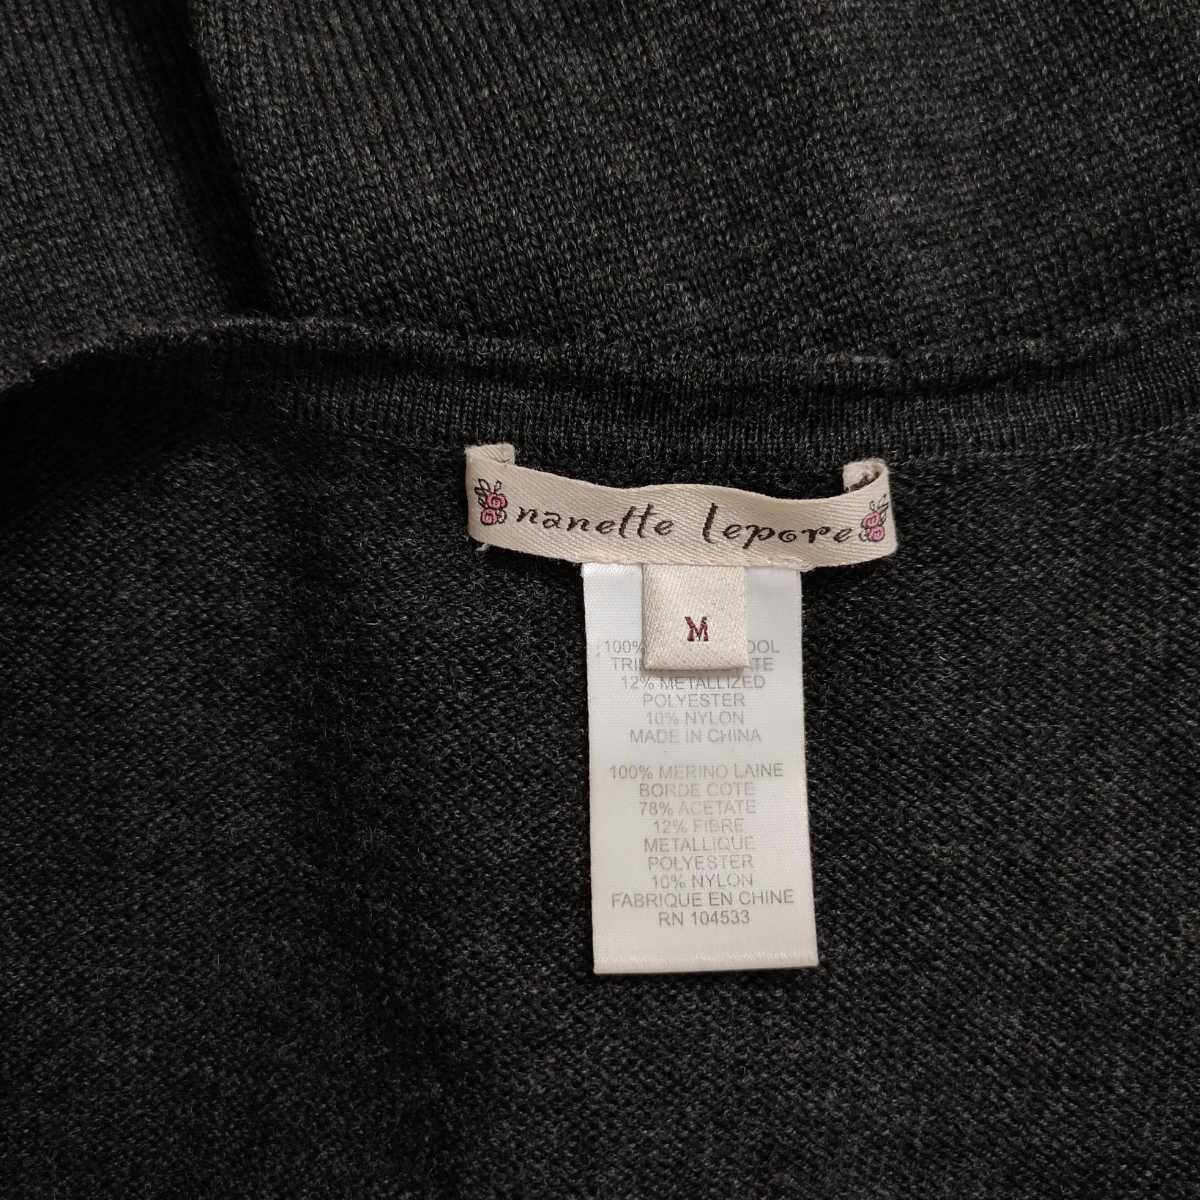 nanette lepore
M
100%
12% METALLIZED
POLYESTER
10% NYLON
MADE IN CHINA
100% MERINO LAINE
BORDE COTE
78% ACETATE
12% FIBRE
METALLIQUE
POLYESTER
10% NYLON
FABRIQUE EN CHINE
RN 104533